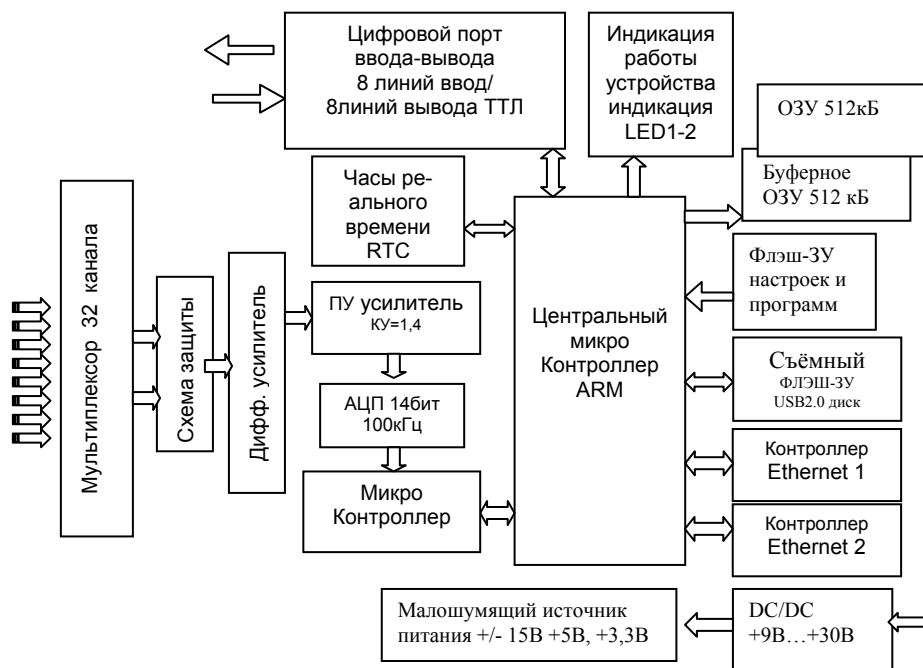 Цифровой порт
ввода-вывода
8 линий ввод/
8линий вывода ТТЛ
Индикация
работы
устройства
индикация
LED1-2
ОЗУ 512кБ
Буферное
ОЗУ 512 кБ
Часы ре-
ального
времени
RTC
Флэш-ЗУ
настроек и
программ
Мультиплексор 32 канала
Схема защиты
Дифф. усилитель
ПУ усилитель
КУ=1,4
Центральный
микро
Контроллер
ARM
Съёмный
ФЛЭШ-ЗУ
USB2.0 диск
АЦП 14бит
100кГц
Контроллер
Ethernet 1
Микро
Контроллер
Контроллер
Ethernet 2
Малошумящий источник
питания +/- 15В +5В, +3,3В
DC/DC
+9В…+30В